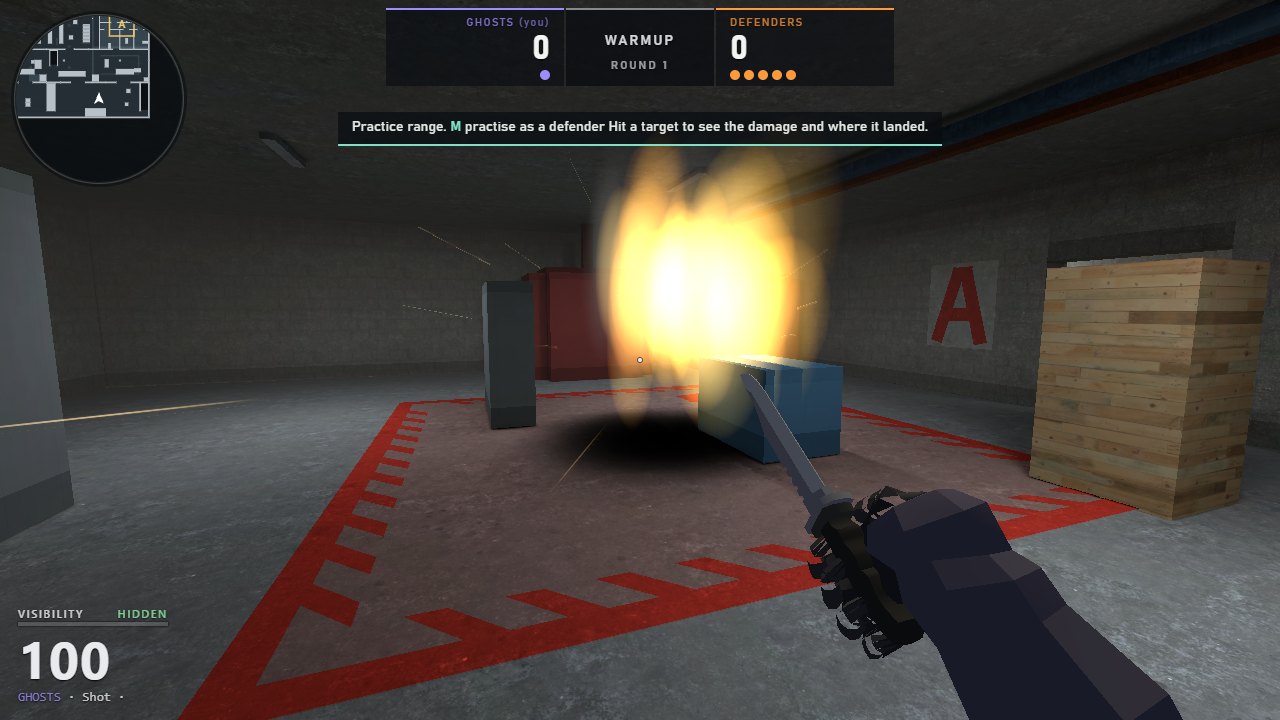 A
GHOSTS (you)
0
WARMUP
ROUND 1
DEFENDERS
0
Practice range. M practise as a defender Hit a target to see the damage and where it landed.
A
VISIBILITY HIDDEN
100
GHOSTS · Shot ·